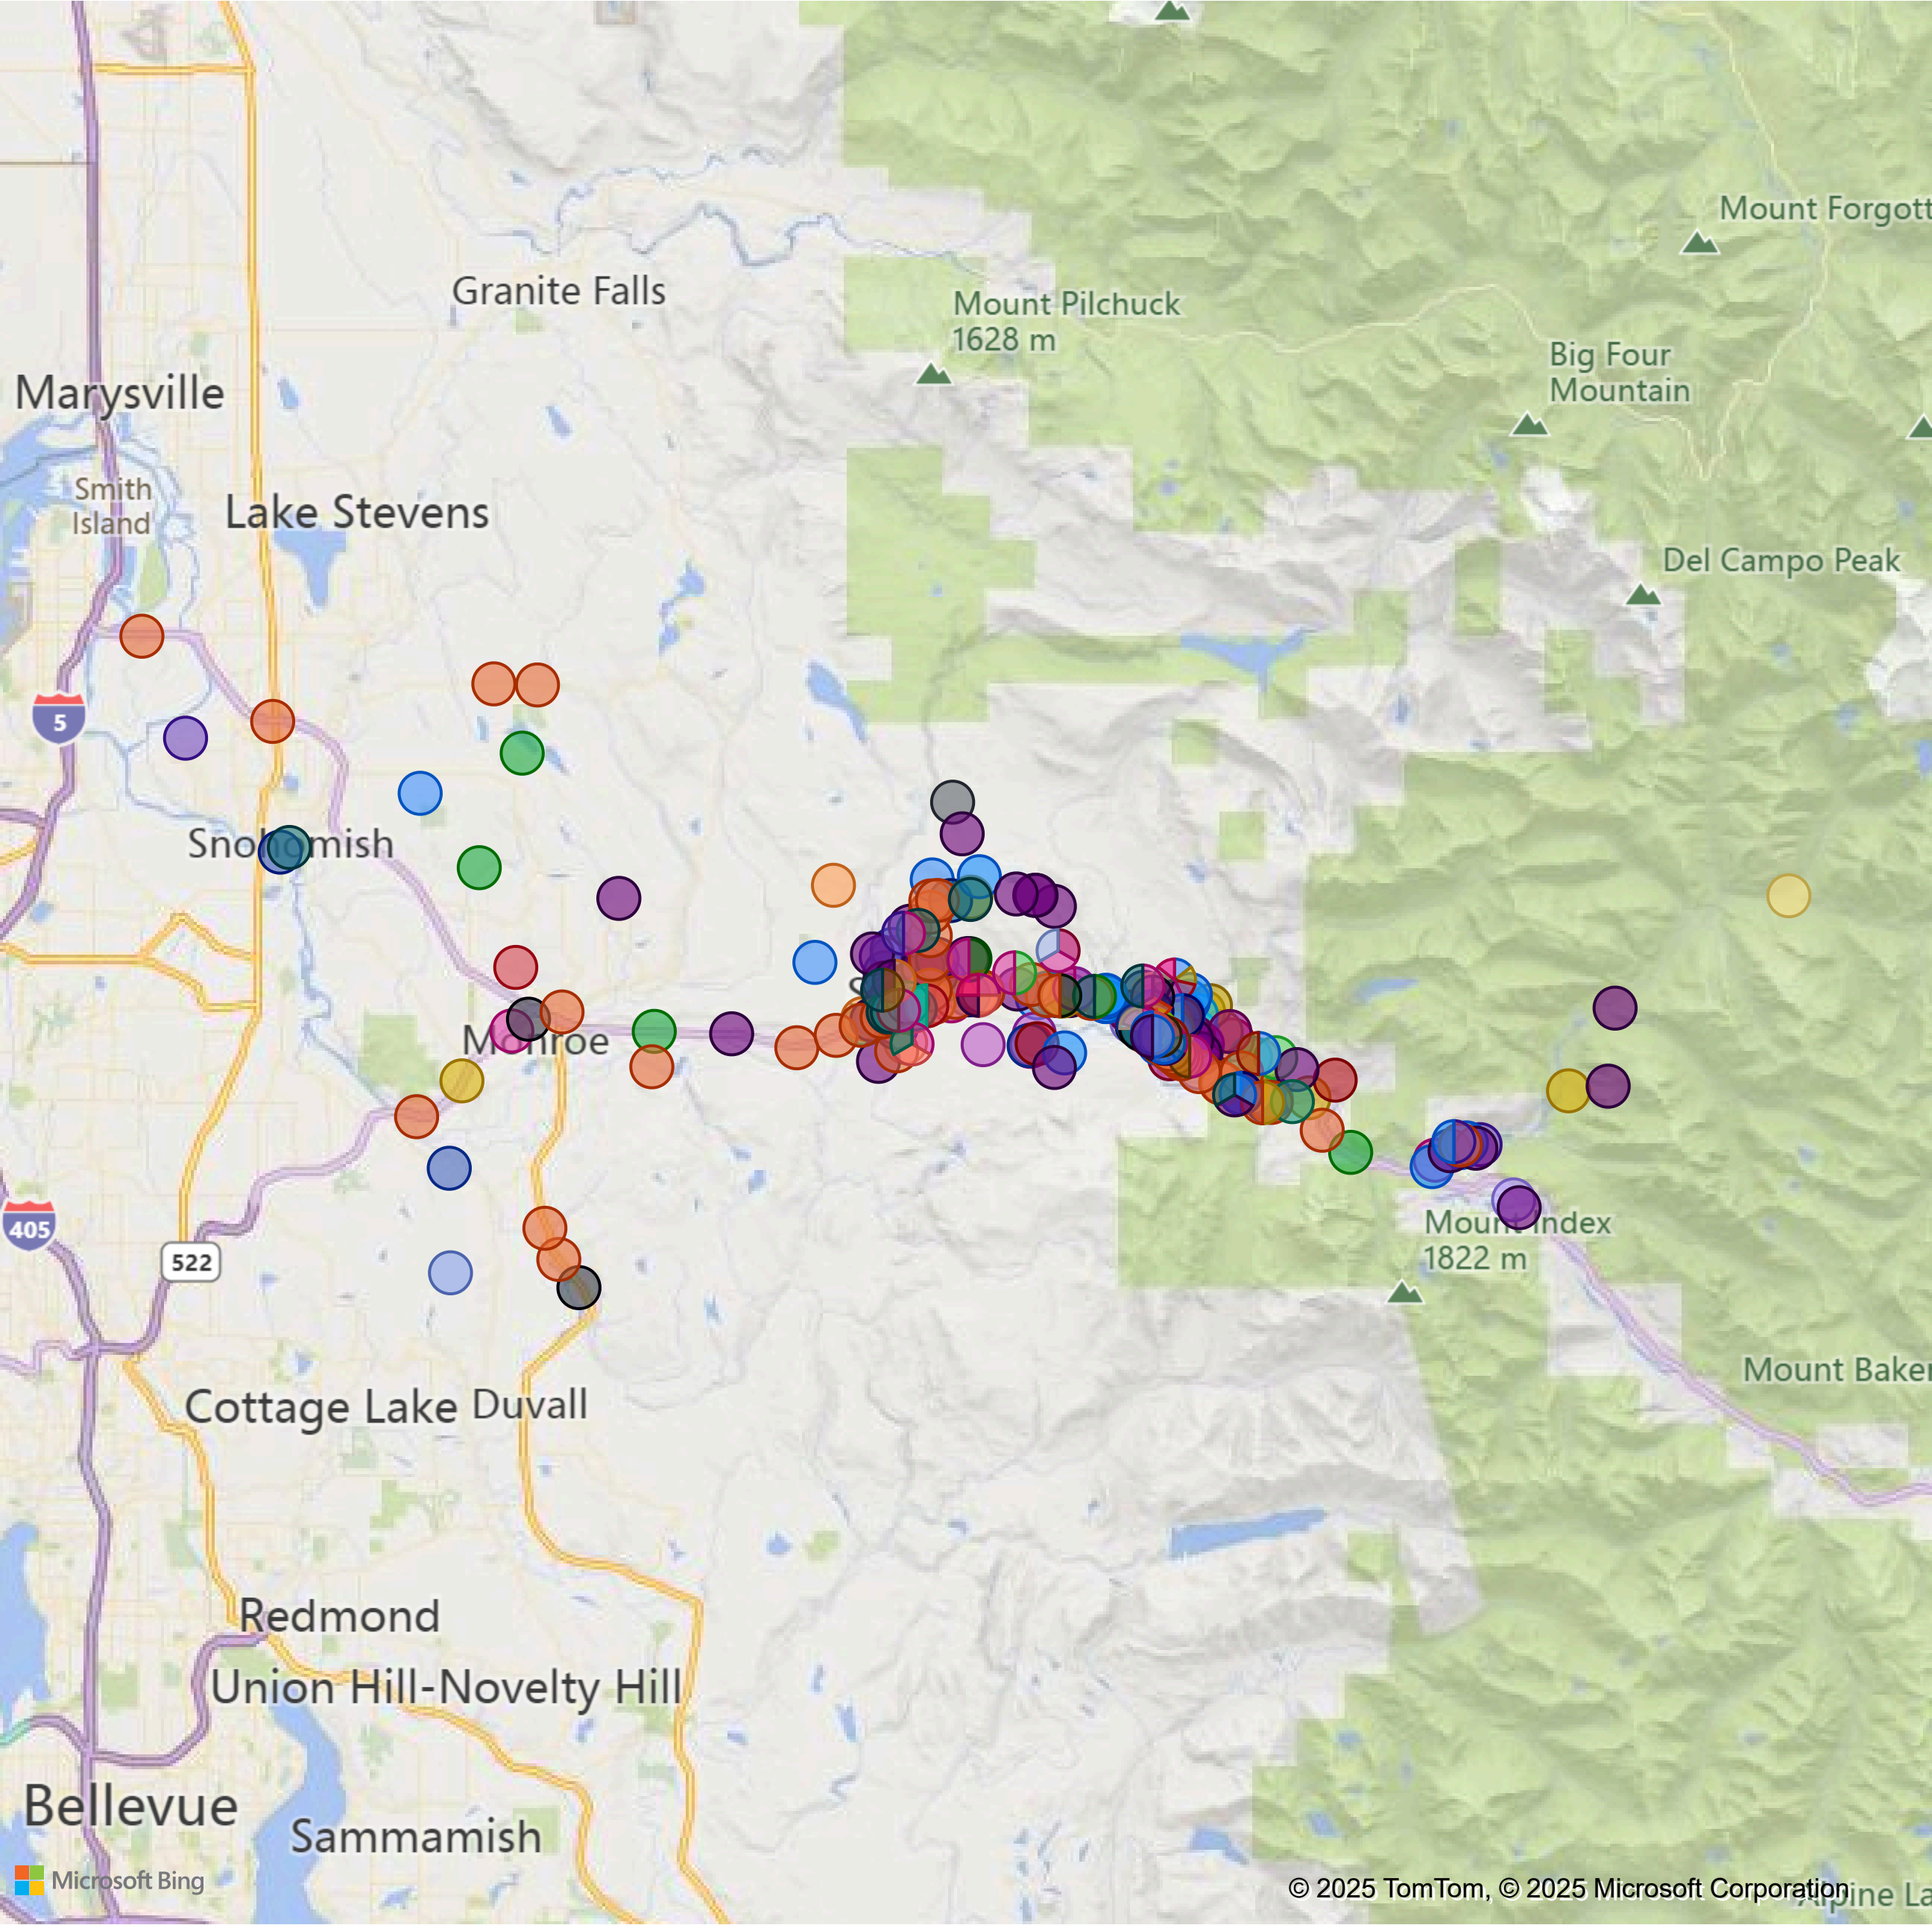 Mount Forgott
Granite Falls
Mount Pilchuck
1628 m
Big Four
Mountain
Marysville
Smith
Island
Lake Stevens
Del Campo Peak
5
Snohomish
S
Monroe
405
522
Mount Index
1822 m
Mount Baker
Cottage Lake
Duvall
Redmond
Union Hill-Novelty Hill
Bellevue
Sammamish
Microsoft Bing
© 2025 TomTom, © 2025 Microsoft Corporation
Alpine La